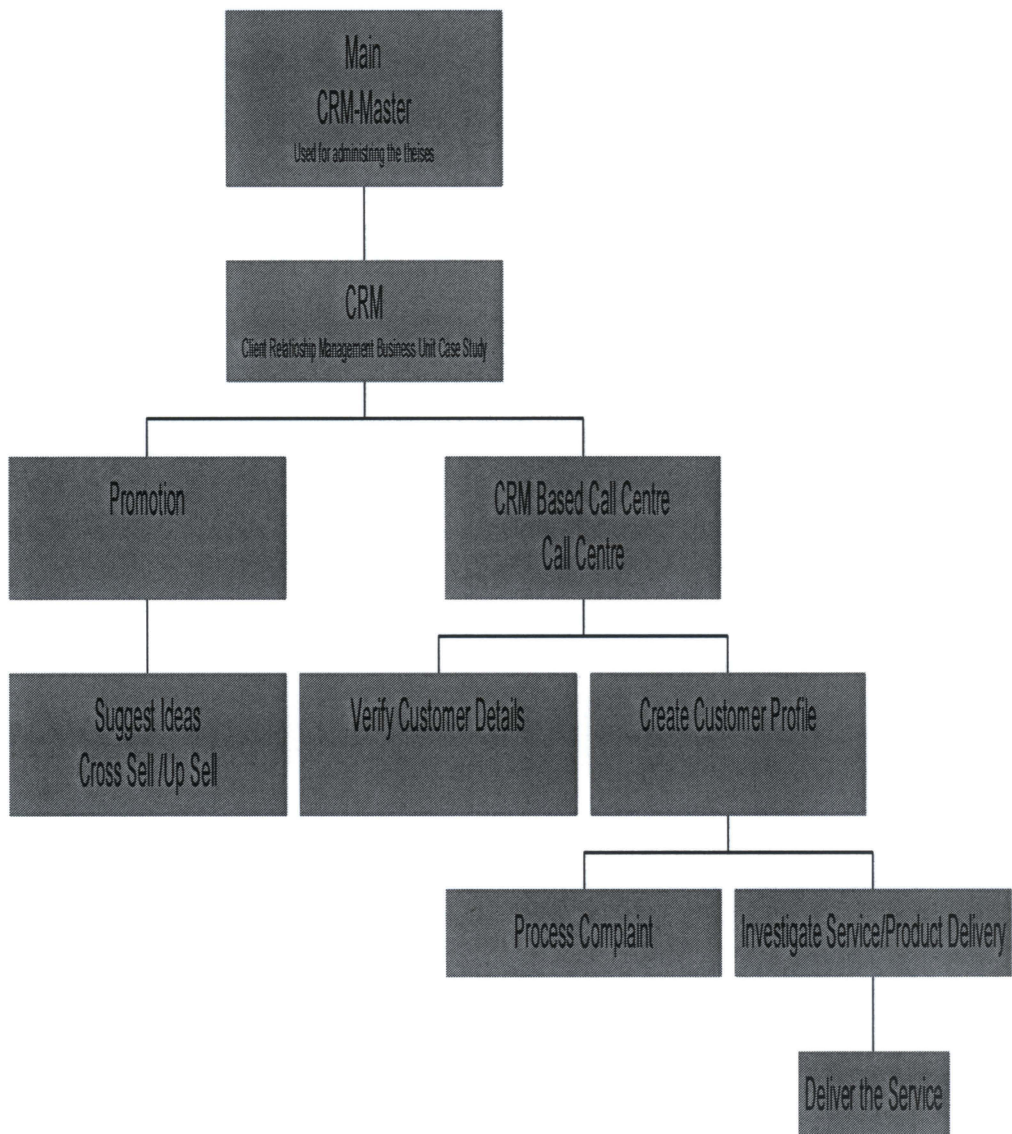 Main
CRM-Master
Used for administring the theises
CRM
Client Relatioship Management Business Unit Case Study
Promotion
CRM Based Call Centre
Call Centre
Suggest Ideas
Cross Sell /Up Sell
Verify Customer Details
Create Customer Profile
Process Complaint
Investigate Service/Product Delivery
Deliver the Service